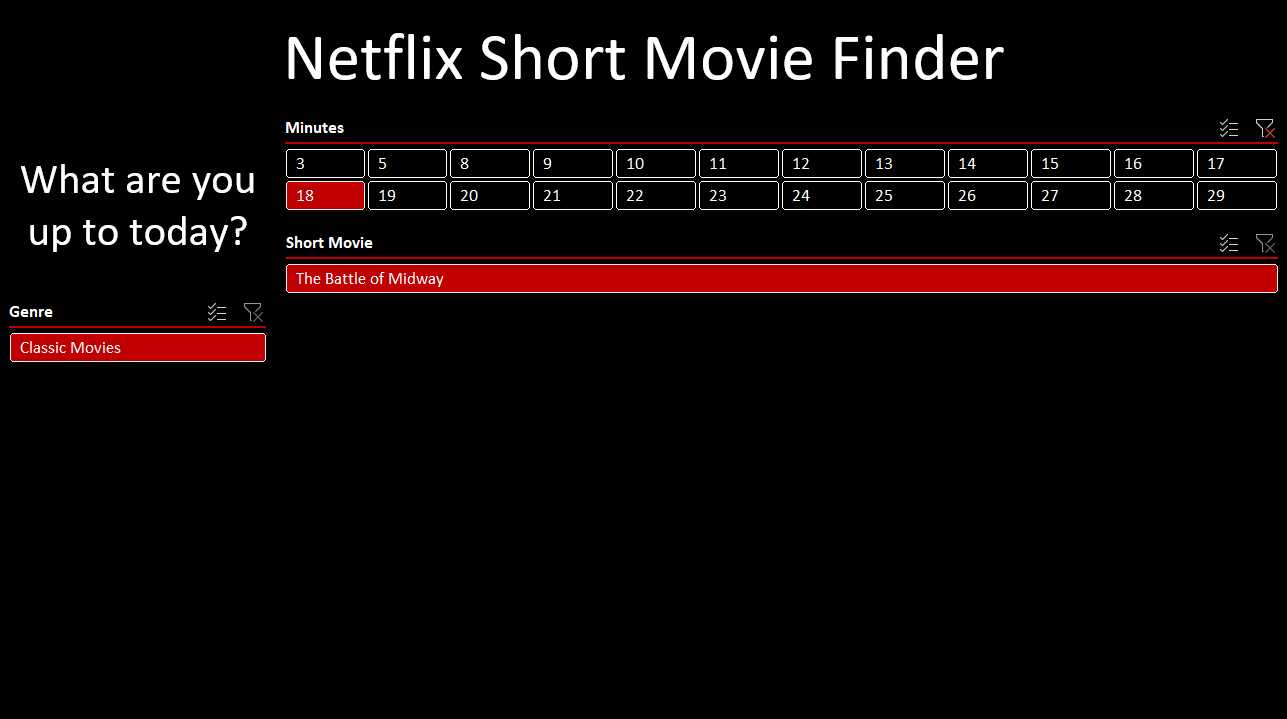 Netflix Short Movie Finder
What are you
up to today?
Genre
Classic Movies
Minutes
3 5 8 9 10 11 12 13 14 15 16 17
18 19 20 21 22 23 24 25 26 27 28 29
Short Movie
The Battle of Midway